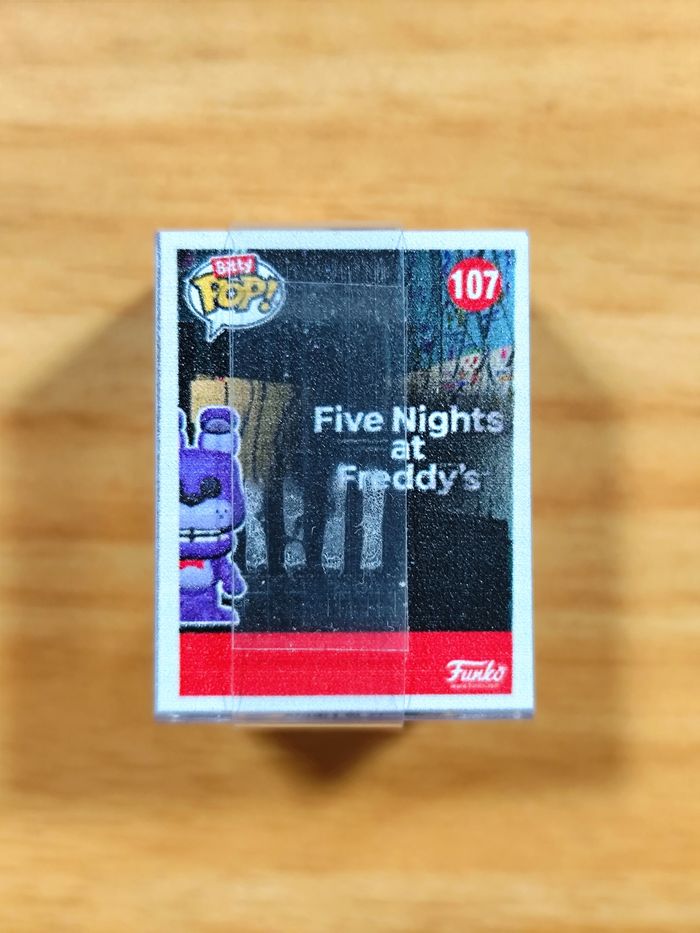 Bitty
POP!
107
Five Nights
at
Freddy's
Funko